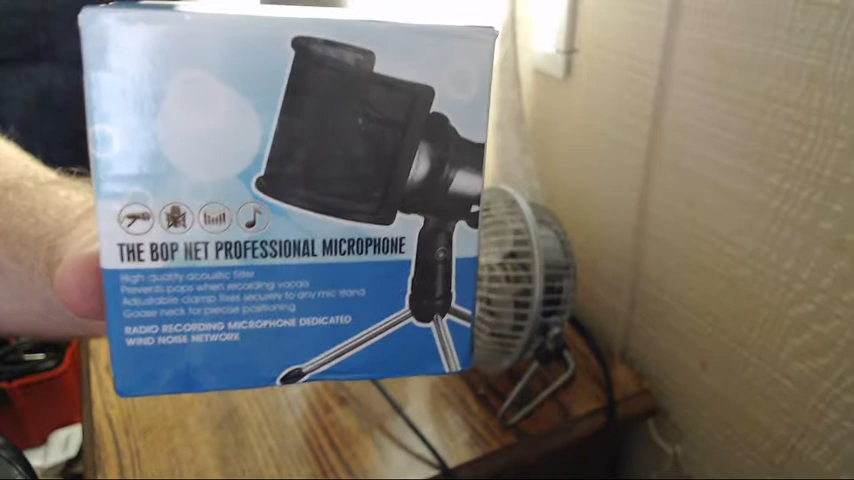 THE BOP NET PROFESSIONAL MICROPHONE
High quality acoustic filter
Prevents pops when recording vocals
Adjustable clamp fixes securely to any mic stand
Goose neck for precise positioning
RADIO RECORDING MICROPHONE DEDICATED
WIND NOISE NETWORK